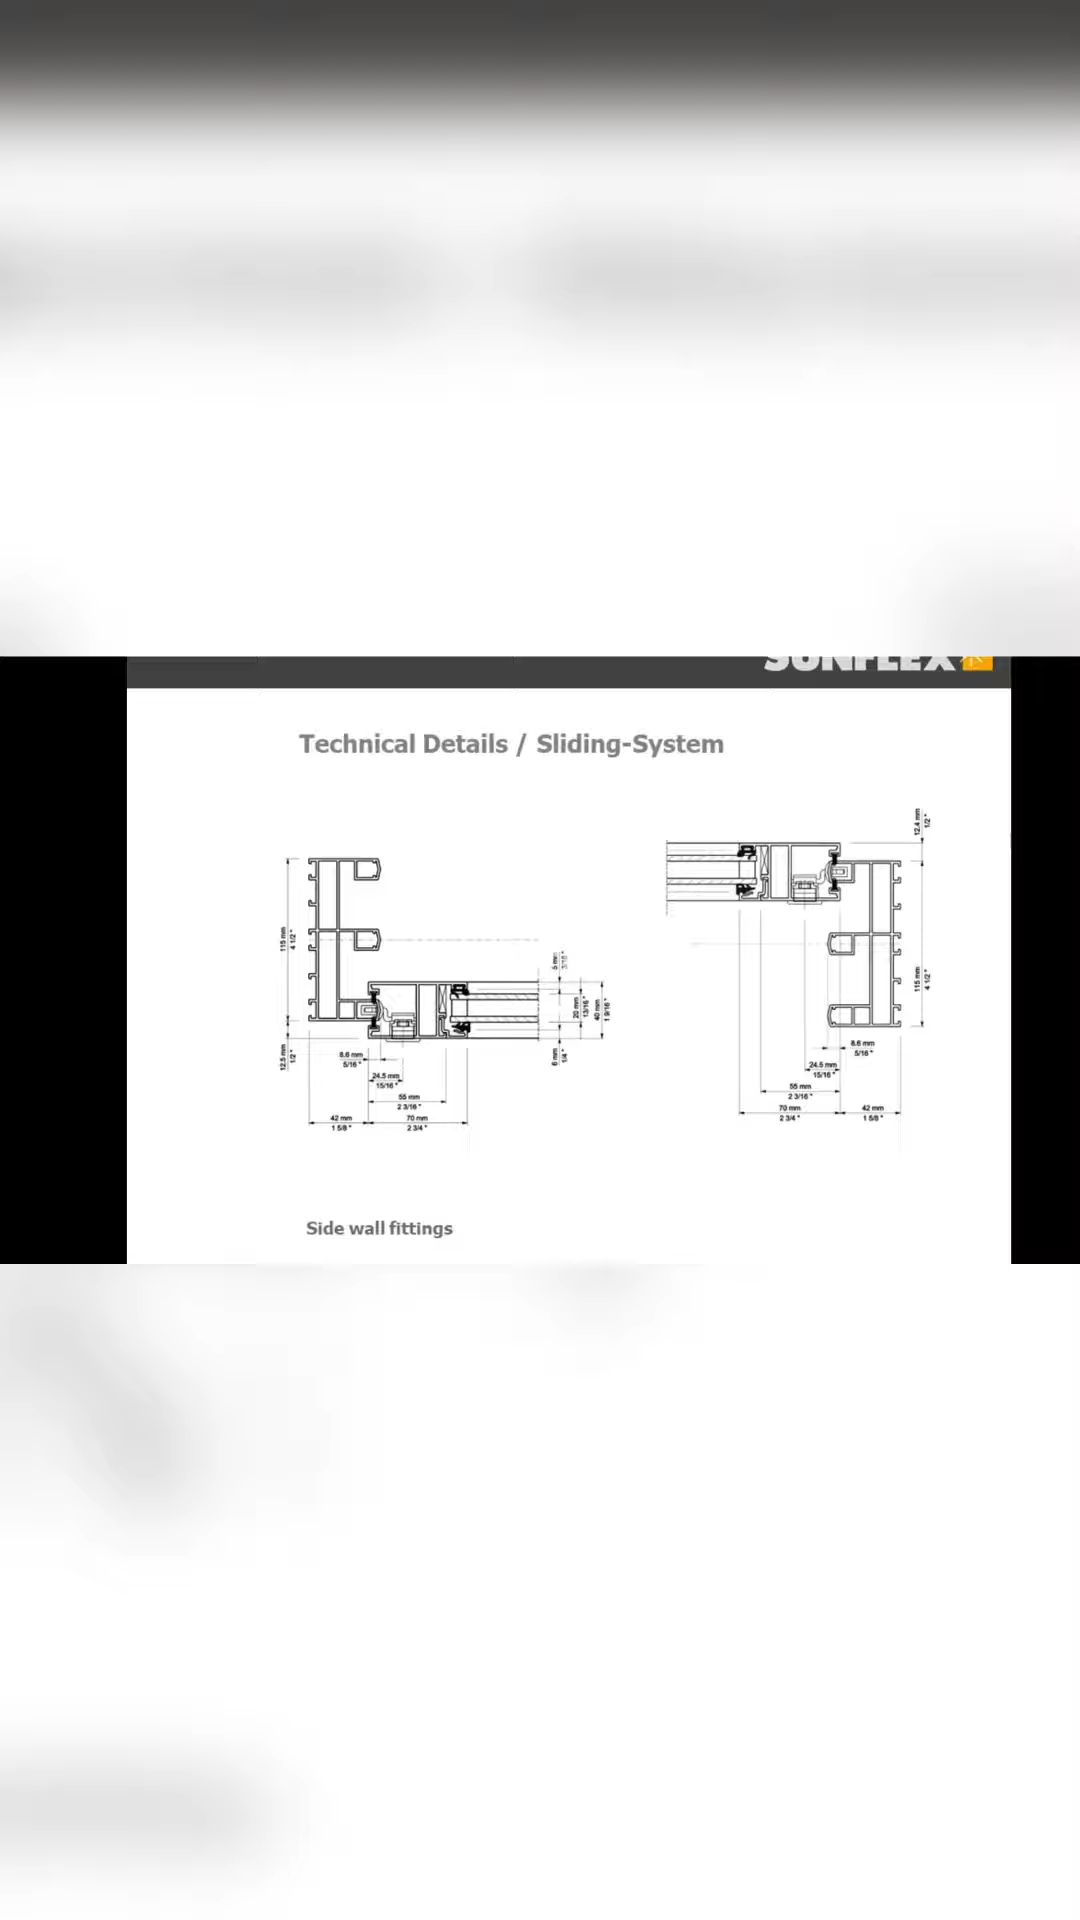 SUNFLEX
Technical Details / Sliding-System
12.4 mm
1/2"
115 mm
4 1/2"
5 mm
3/16"
20 mm
13/16"
40 mm
1 9/16"
6 mm
1/4"
12.5 mm
1/2"
8.6 mm
5/16"
24.5 mm
15/16"
55 mm
2 3/16"
42 mm
1 5/8"
70 mm
2 3/4"
115 mm
4 1/2"
8.6 mm
5/16"
24.5 mm
15/16"
55 mm
2 3/16"
70 mm
2 3/4"
42 mm
1 5/8"
Side wall fittings